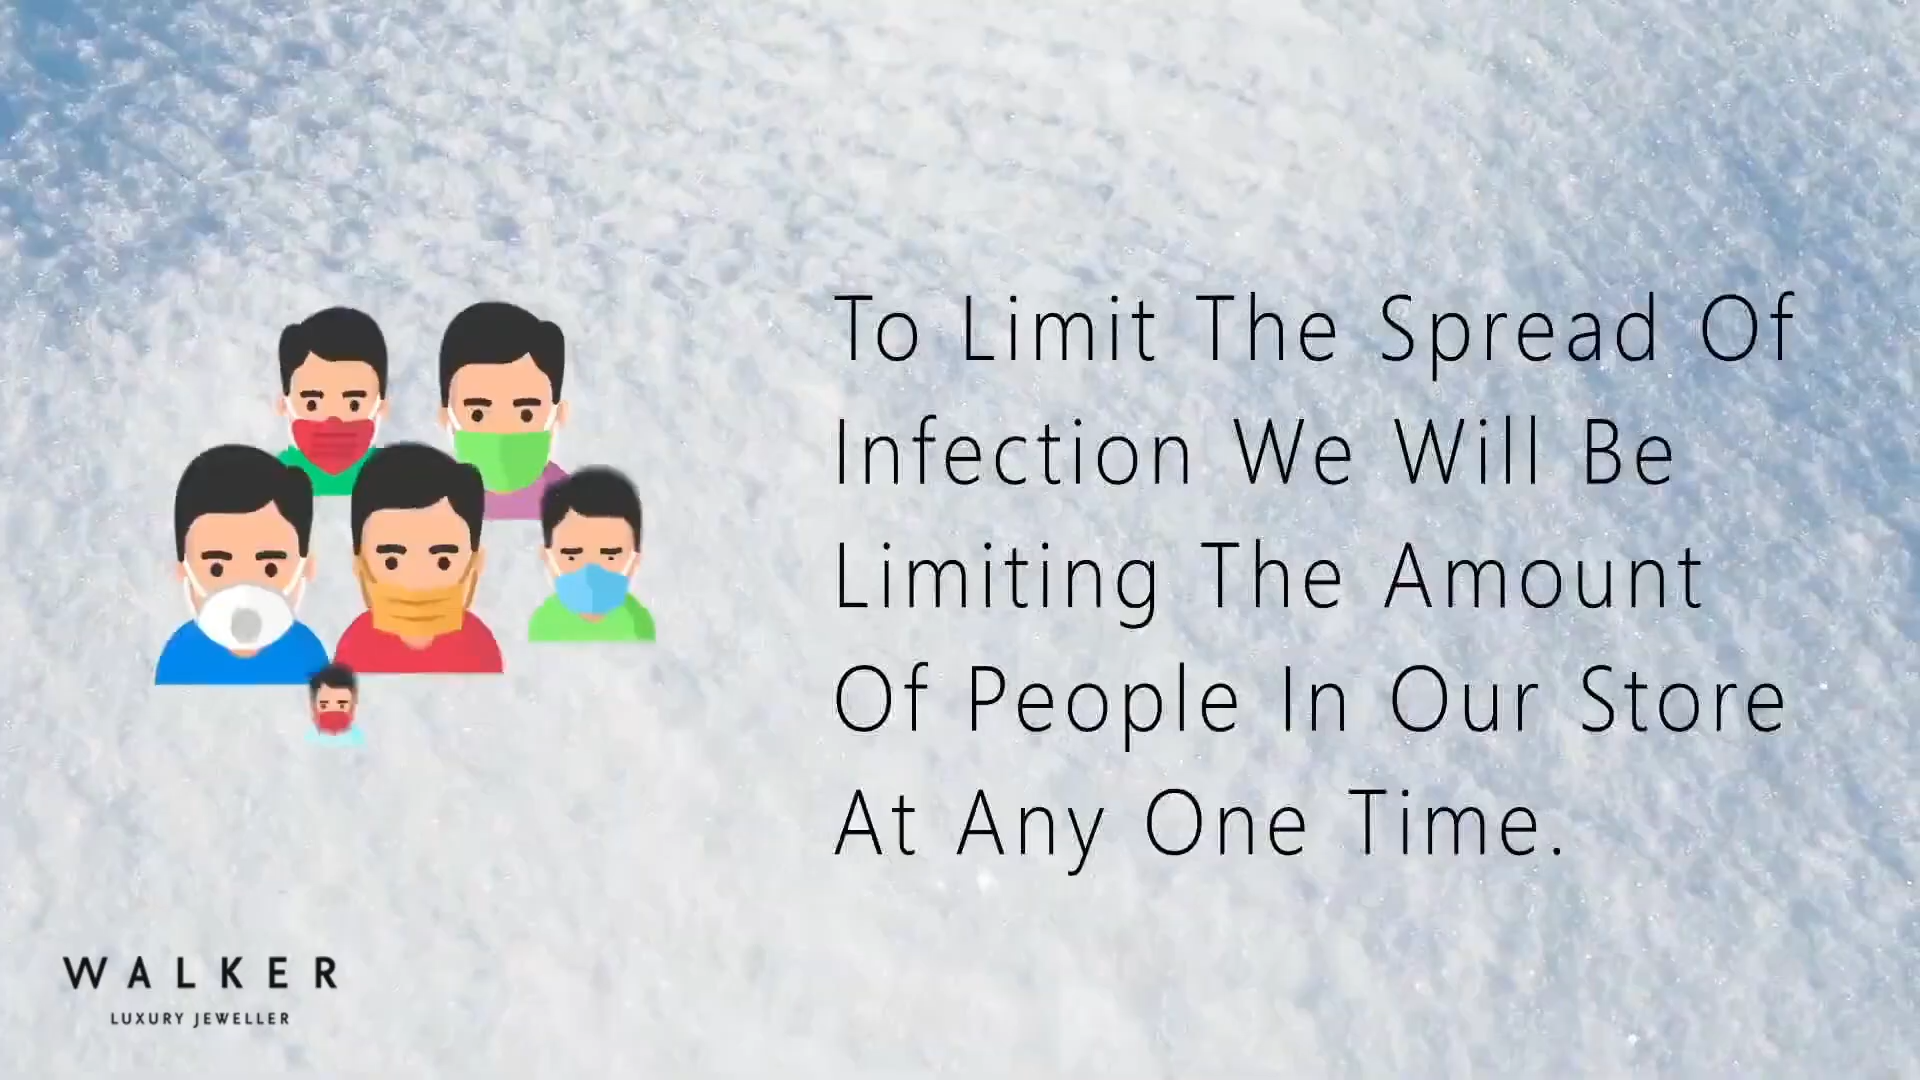 To Limit The Spread Of
Infection We Will Be
Limiting The Amount
Of People In Our Store
At Any One Time.
WALKER
LUXURY JEWELLER